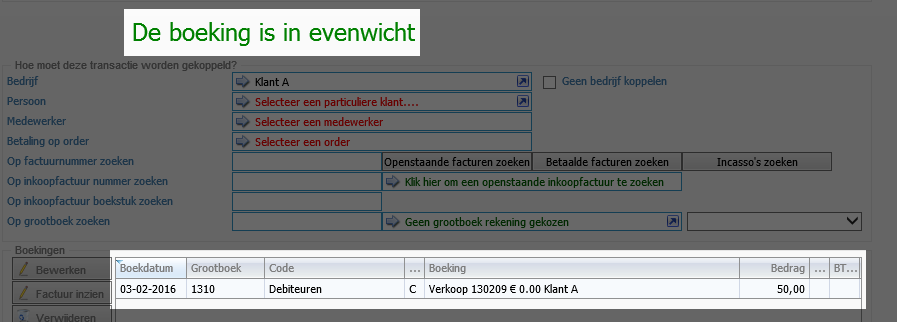 De boeking is in evenwicht
Hoe moet deze transactie worden gekoppeld?
Bedrijf Klant A Geen bedrijf koppelen
Persoon Selecteer een particuliere klant....
Medewerker Selecteer een medewerker
Betaling op order Selecteer een order
Op factuurnummer zoeken Openstaande facturen zoeken Betaalde facturen zoeken Incasso's zoeken
Op inkoopfactuur nummer zoeken Klik hier om een openstaande inkoopfactuur te zoeken
Op inkoopfactuur boekstuk zoeken
Op grootboek zoeken Geen grootboek rekening gekozen
Boekingen
Bewerken
Factuur inzien
Verwijderen
Boekdatum Grootboek Code ... Boeking Bedrag ... BT...
03-02-2016 1310 Debiteuren C Verkoop 130209 € 0.00 Klant A 50,00